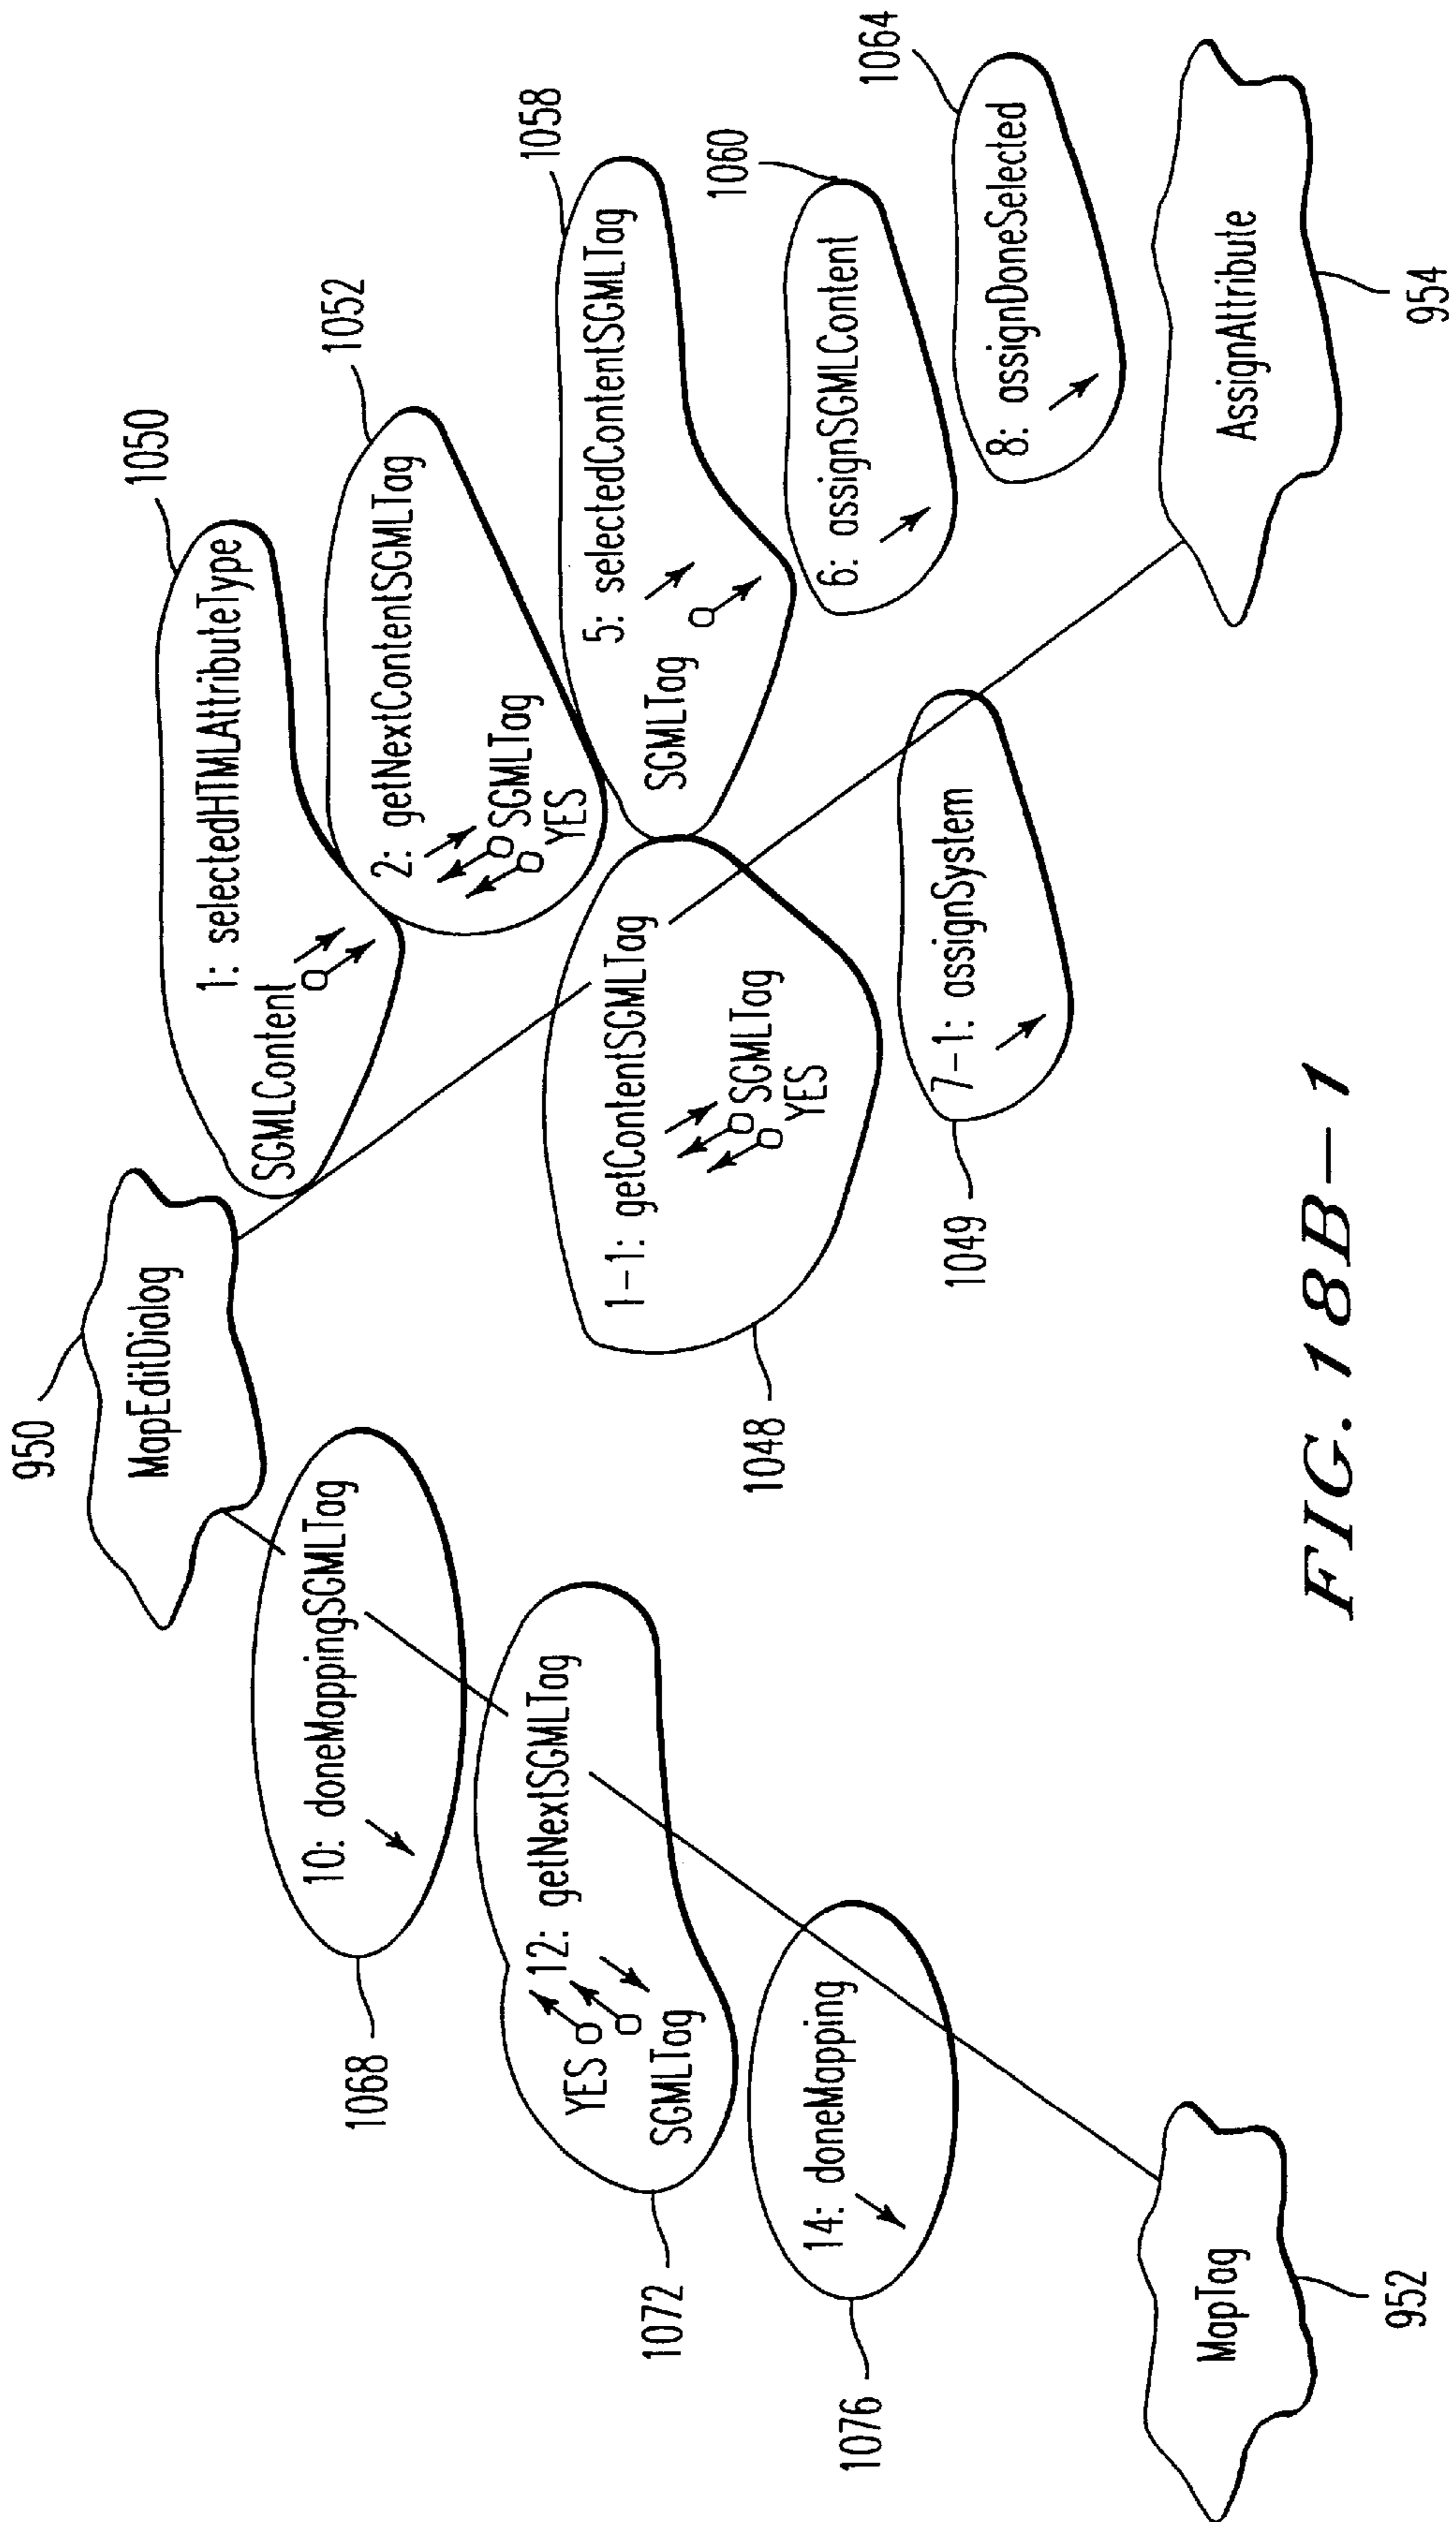 950
MapEditDialog
1050
1: selectedHTMLAttributeType
SGMLContent
1052
2: getNextContentSGMLTag
SGMLTag
YES
1058
5: selectedContentSGMLTag
SGMLTag
1060
6: assignSGMLContent
1064
8: assignDoneSelected
1-1: getContentSGMLTag
SGMLTag
YES
1048
7-1: assignSystem
1049
AssignAttribute
954
10: doneMappingSGMLTag
1068
12: getNextSGMLTag
YES
SGMLTag
1072
14: doneMapping
1076
MapTag
952
FIG. 18B-1